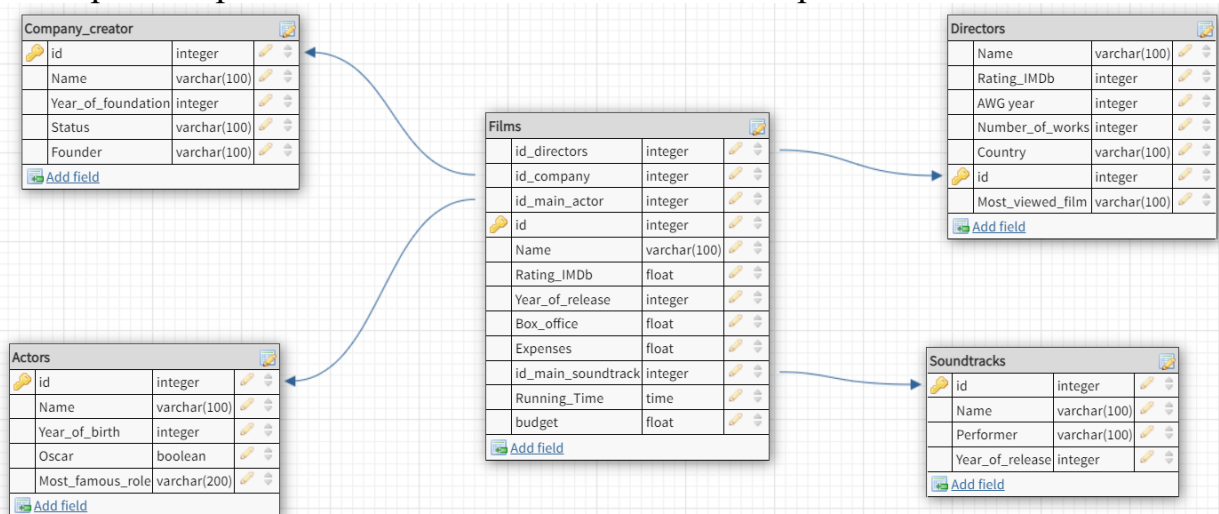 Company_creator
id integer
Name varchar(100)
Year_of_foundation integer
Status varchar(100)
Founder varchar(100)
Add field
Directors
Name varchar(100)
Rating_IMDb integer
AWG year integer
Number_of_works integer
Country varchar(100)
id integer
Most_viewed_film varchar(100)
Add field
Films
id_directors integer
id_company integer
id_main_actor integer
id integer
Name varchar(100)
Rating_IMDb float
Year_of_release integer
Box_office float
Expenses float
id_main_soundtrack integer
Running_Time time
budget float
Add field
Actors
id integer
Name varchar(100)
Year_of_birth integer
Oscar boolean
Most_famous_role varchar(200)
Add field
Soundtracks
id integer
Name varchar(100)
Performer varchar(100)
Year_of_release integer
Add field